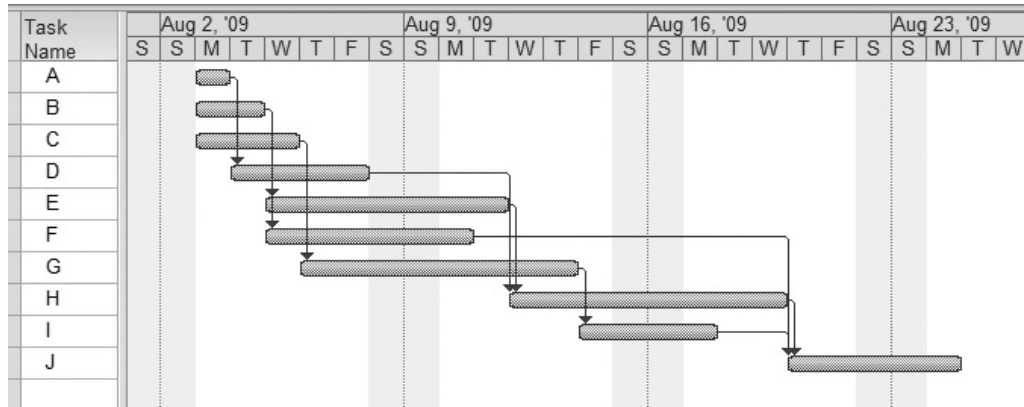 Task Name
Aug 2, '09 Aug 9, '09 Aug 16, '09 Aug 23, '09
S S M T W T F S S M T W T F S S M T W T F S S M T W
A
B
C
D
E
F
G
H
I
J